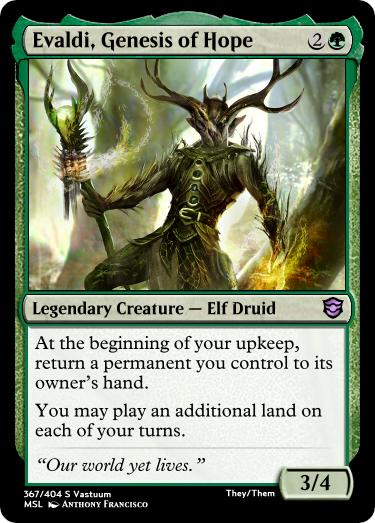 Evaldi, Genesis of Hope 2
Legendary Creature — Elf Druid
At the beginning of your upkeep,
return a permanent you control to its
owner's hand.
You may play an additional land on
each of your turns.
“Our world yet lives.”
3/4
367/404 S Vastuum They/Them
MSL Anthony Francisco